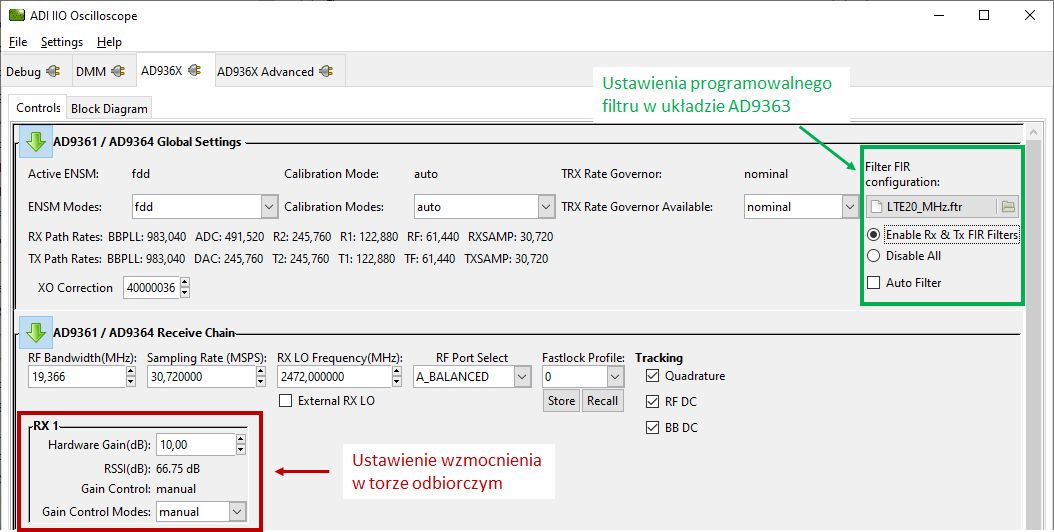 ADI IIO Oscilloscope
File Settings Help
Debug DMM AD936X AD936X Advanced
Ustawienia programowalnego
filtru w układzie AD9363
Controls Block Diagram
AD9361 / AD9364 Global Settings
Active ENSM: fdd Calibration Mode: auto TRX Rate Governor: nominal
Filter FIR
configuration:
ENSM Modes: fdd Calibration Modes: auto TRX Rate Governor Available: nominal LTE20_MHz.ftr
RX Path Rates: BBPLL: 983,040 ADC: 491,520 R2: 245,760 R1: 122,880 RF: 61,440 RXSAMP: 30,720 Enable Rx & Tx FIR Filters
TX Path Rates: BBPLL: 983,040 DAC: 245,760 T2: 245,760 T1: 122,880 TF: 61,440 TXSAMP: 30,720 Disable All
XO Correction 40000036 Auto Filter
AD9361 / AD9364 Receive Chain
RF Bandwidth(MHz): Sampling Rate (MSPS): RX LO Frequency(MHz): RF Port Select Fastlock Profile: Tracking
19,366 30,720000 2472,000000 A_BALANCED 0 Quadrature
External RX LO Store Recall RF DC
BB DC
RX 1
Hardware Gain(dB): 10,00
RSSI(dB): 66.75 dB
Gain Control: manual
Gain Control Modes: manual
Ustawienie wzmocnienia
w torze odbiorczym